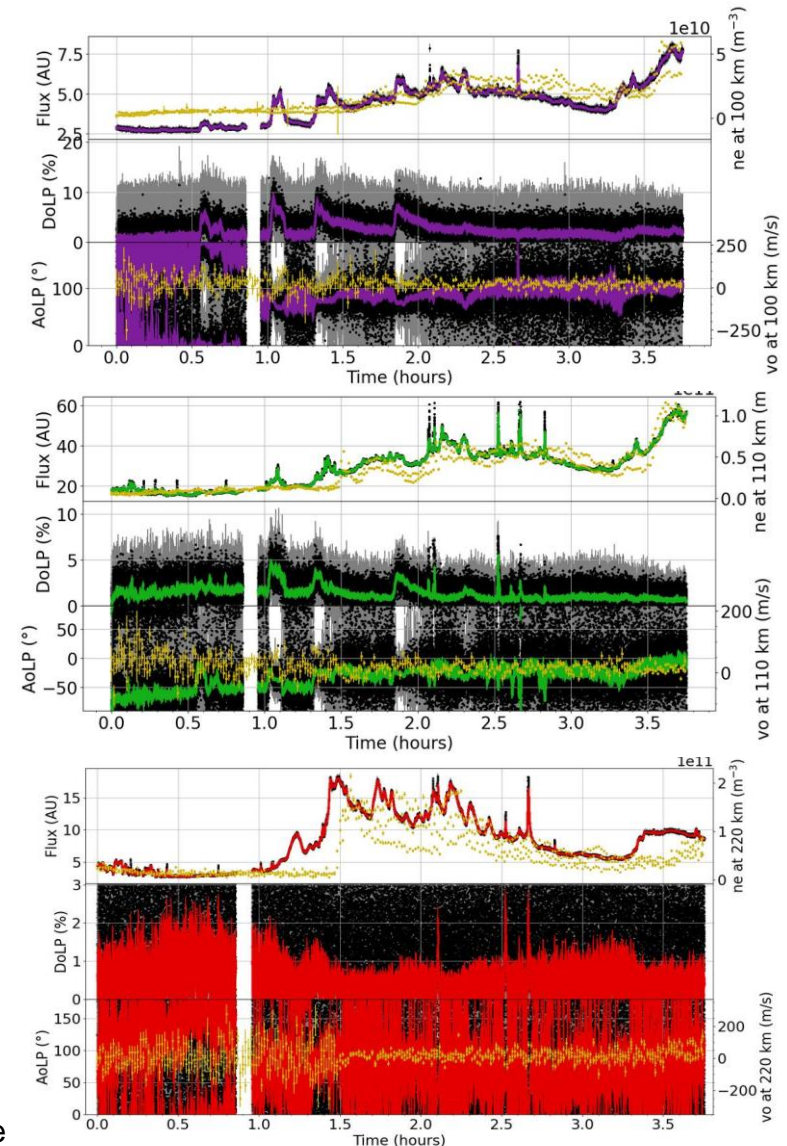 1e10
Flux (AU)
7.5
5.0
2.5
5
0
ne at 100 km (m⁻³)
DoLP (%)
20
10
0
AoLP (°)
100
0
250
0
−250
vo at 100 km (m/s)
0.0 0.5 1.0 1.5 2.0 2.5 3.0 3.5
Time (hours)
Flux (AU)
60
40
20
1.0
0.5
0.0
ne at 110 km (m
DoLP (%)
10
5
0
AoLP (°)
50
0
−50
200
0
vo at 110 km (m/s)
0.0 0.5 1.0 1.5 2.0 2.5 3.0 3.5
Time (hours)
1e11
Flux (AU)
15
10
5
2
1
0
ne at 220 km (m⁻³)
DoLP (%)
3
2
1
0
AoLP (°)
150
100
50
0
200
0
−200
vo at 220 km (m/s)
0.0 0.5 1.0 1.5 2.0 2.5 3.0 3.5
Time (hours)
e